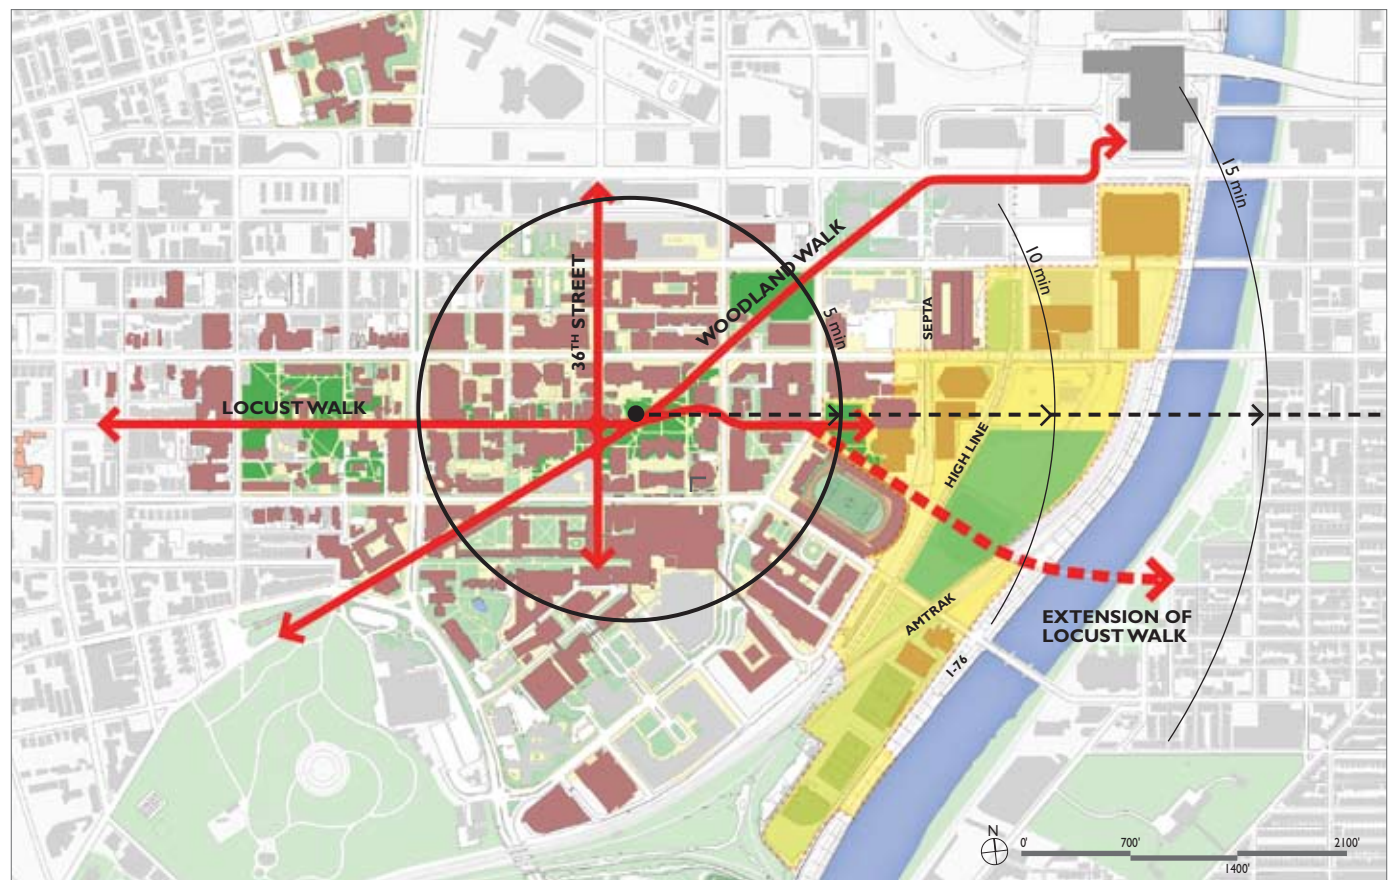 15 min
10 min
WOODLAND WALK
36TH STREET
5 min
SEPTA
LOCUST WALK
HIGH LINE
AMTRAK
EXTENSION OF
LOCUST WALK
I-76
N
0'
700'
1400'
2100'